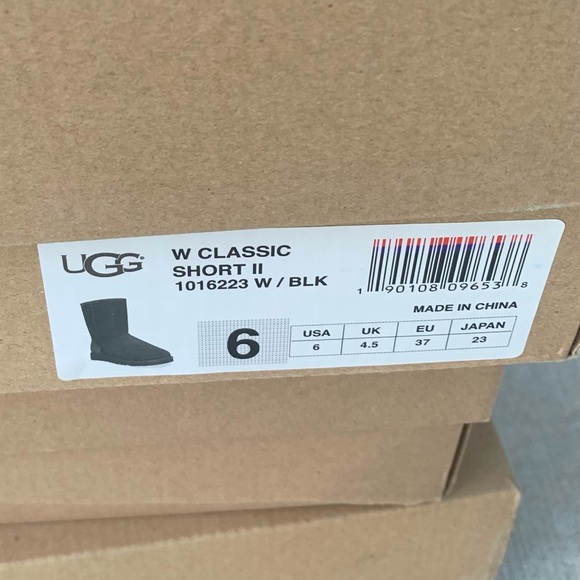 UGG
W CLASSIC
SHORT II
1016223 W / BLK
1 90108 09653 8
MADE IN CHINA
6
USA UK EU JAPAN
6 4.5 37 23